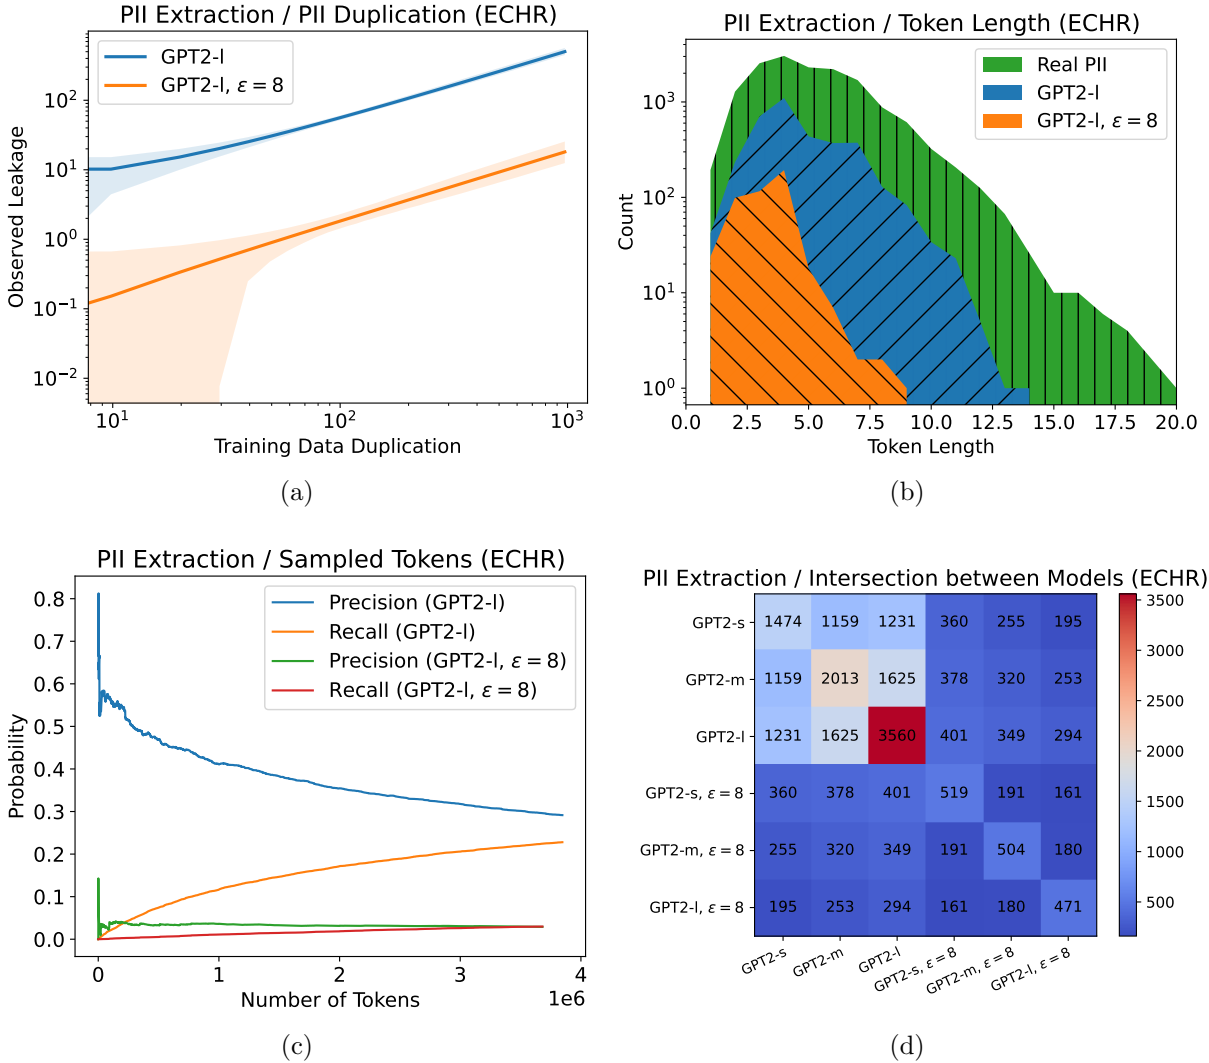 PII Extraction / PII Duplication (ECHR)
GPT2-l
GPT2-l, ε = 8
Observed Leakage
10²
10¹
10⁰
10⁻¹
10⁻²
10¹ 10² 10³
Training Data Duplication
(a)
PII Extraction / Token Length (ECHR)
Real PII
GPT2-l
GPT2-l, ε = 8
Count
10³
10²
10¹
10⁰
0.0 2.5 5.0 7.5 10.0 12.5 15.0 17.5 20.0
Token Length
(b)
PII Extraction / Sampled Tokens (ECHR)
Precision (GPT2-l)
Recall (GPT2-l)
Precision (GPT2-l, ε = 8)
Recall (GPT2-l, ε = 8)
Probability
0.8
0.7
0.6
0.5
0.4
0.3
0.2
0.1
0.0
0 1 2 3 4
1e6
Number of Tokens
(c)
PII Extraction / Intersection between Models (ECHR)
GPT2-s 1474 1159 1231 360 255 195
GPT2-m 1159 2013 1625 378 320 253
GPT2-l 1231 1625 3560 401 349 294
GPT2-s, ε = 8 360 378 401 519 191 161
GPT2-m, ε = 8 255 320 349 191 504 180
GPT2-l, ε = 8 195 253 294 161 180 471
GPT2-s GPT2-m GPT2-l GPT2-s, ε = 8 GPT2-m, ε = 8 GPT2-l, ε = 8
3500
3000
2500
2000
1500
1000
500
(d)